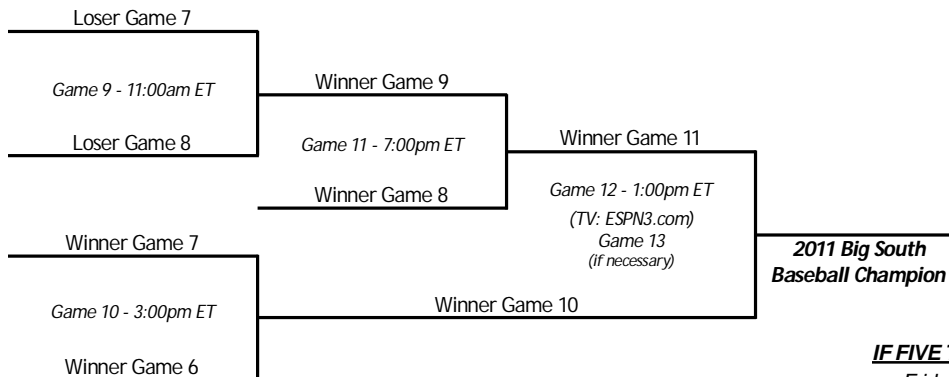 Loser Game 7
Game 9 - 11:00am ET
Loser Game 8
Winner Game 9
Game 11 - 7:00pm ET
Winner Game 8
Winner Game 11
Game 12 - 1:00pm ET
(TV: ESPN3.com)
Game 13
(if necessary)
Winner Game 7
Game 10 - 3:00pm ET
Winner Game 6
Winner Game 10
2011 Big South
Baseball Champion
IF FIVE